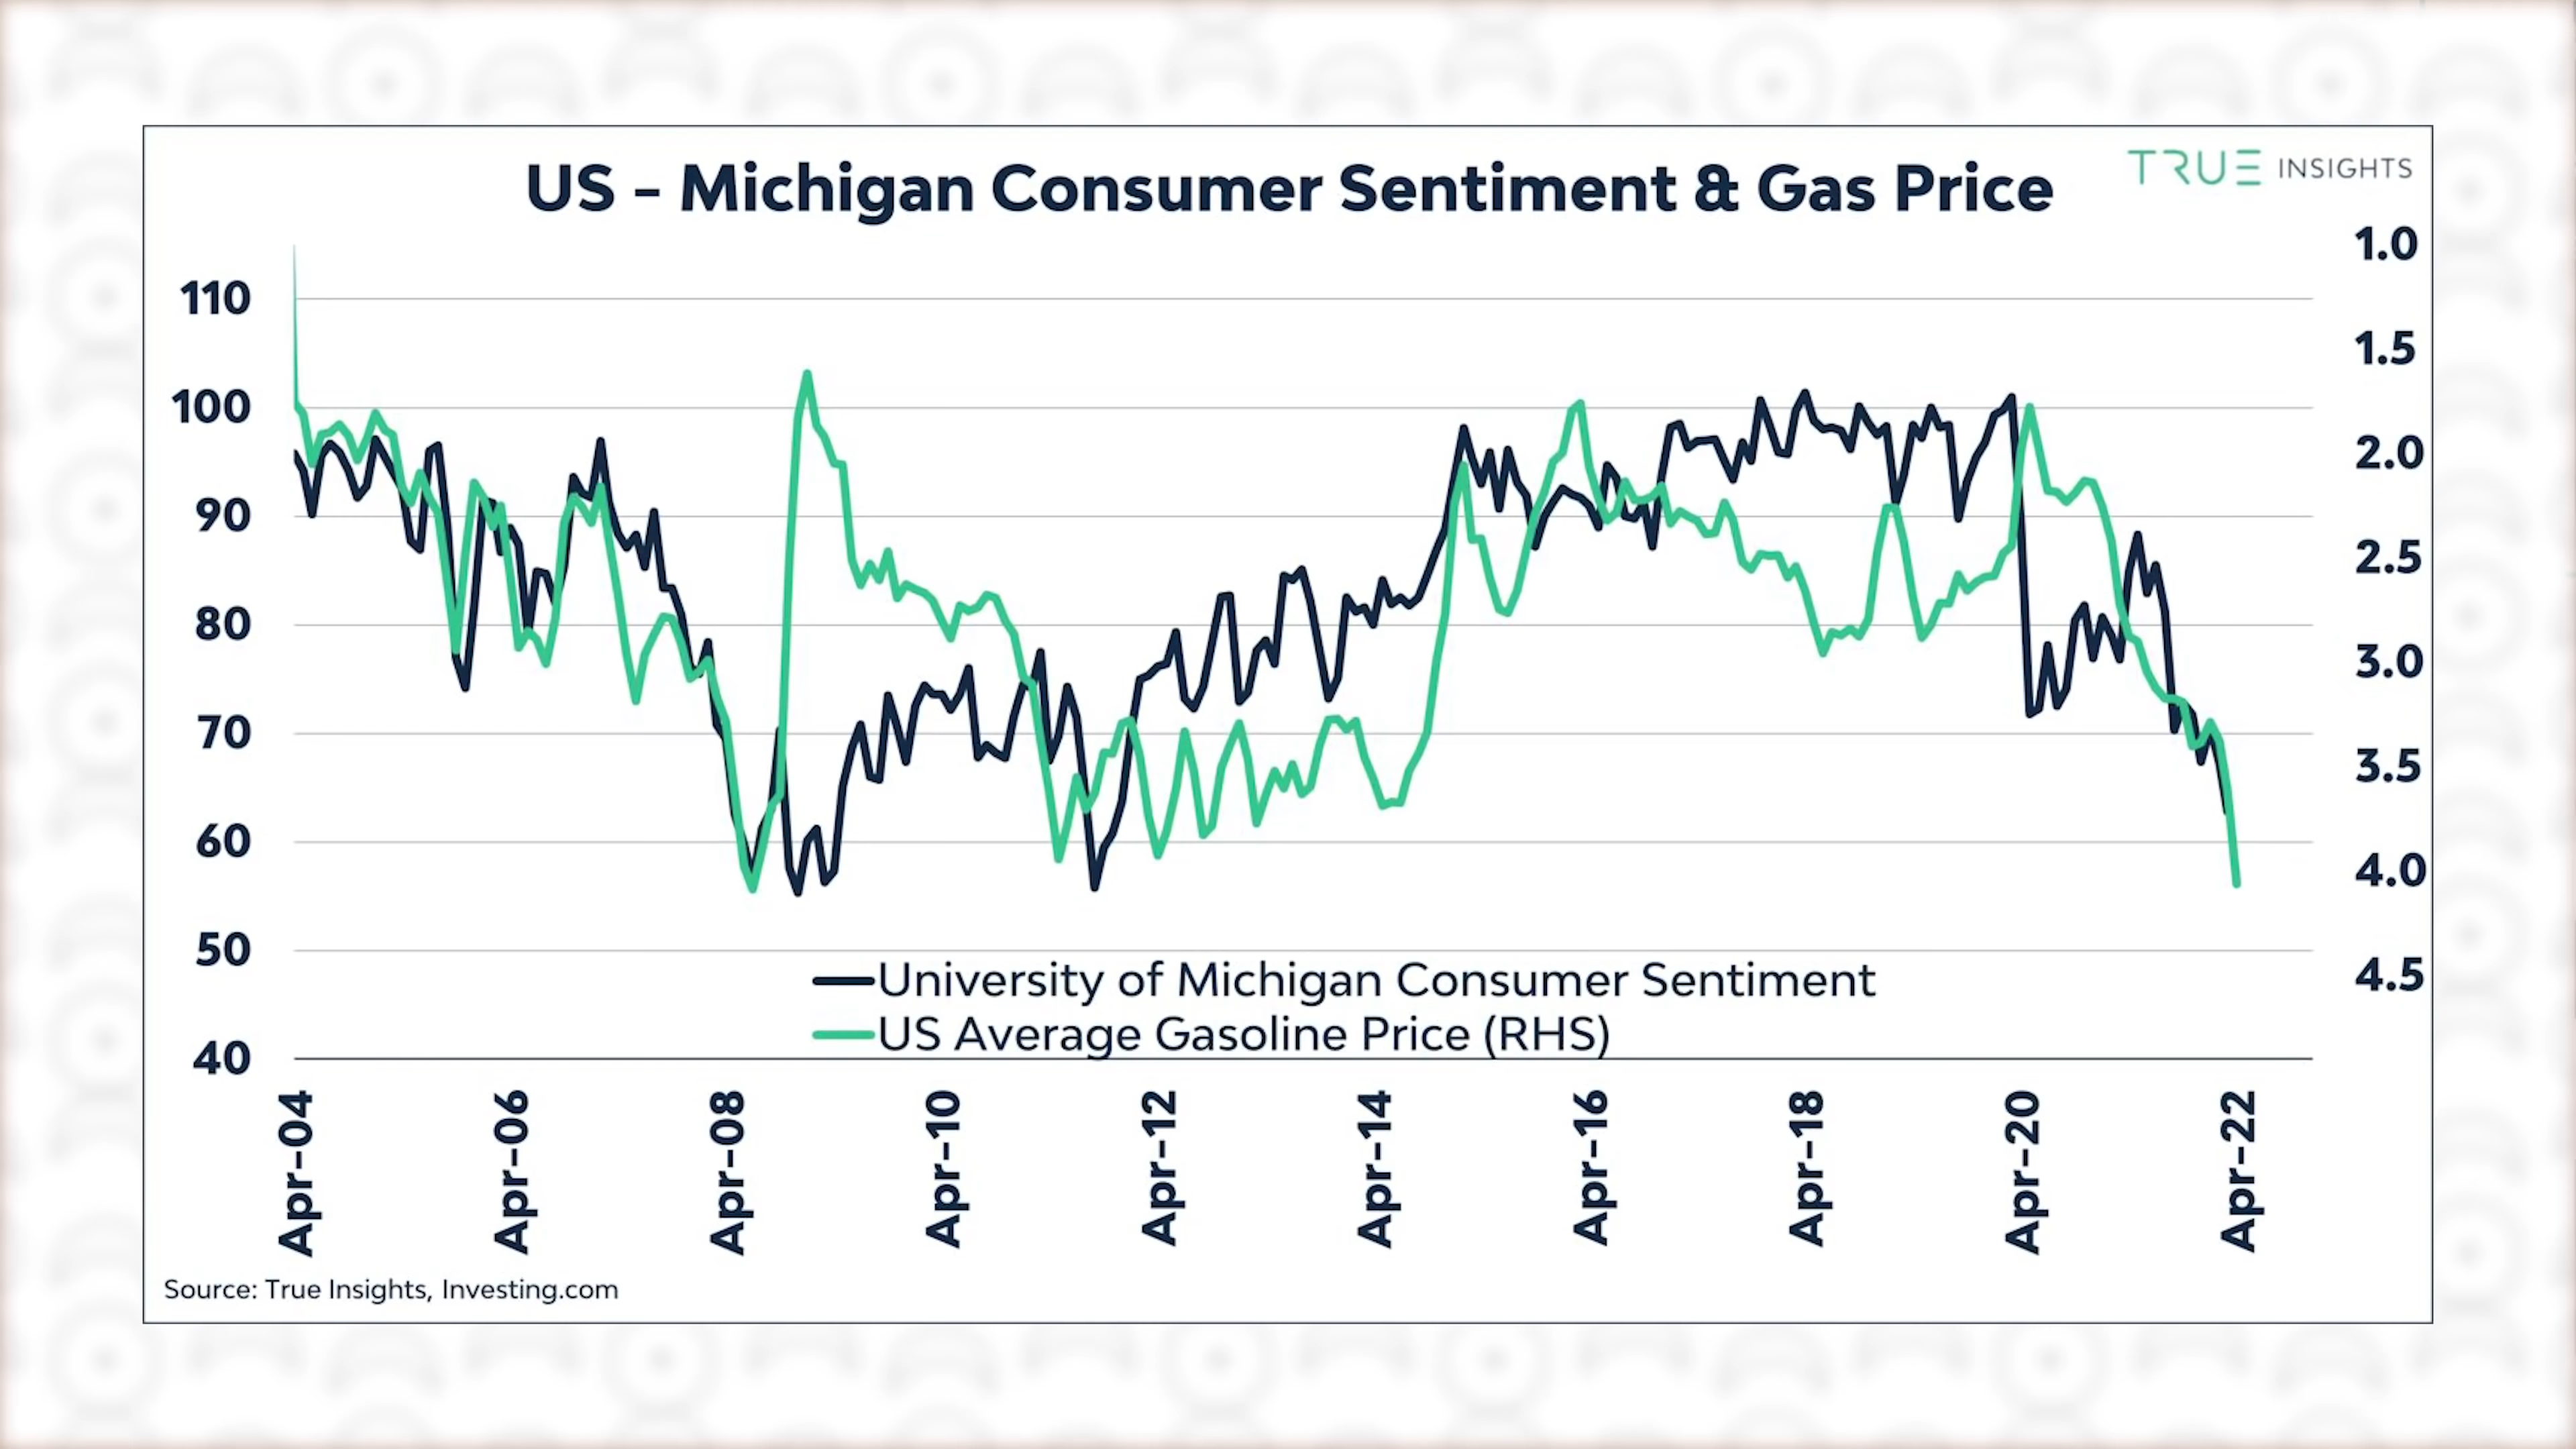 US - Michigan Consumer Sentiment & Gas Price
TRUE INSIGHTS
110
100
90
80
70
60
50
40
1.0
1.5
2.0
2.5
3.0
3.5
4.0
4.5
University of Michigan Consumer Sentiment
US Average Gasoline Price (RHS)
Apr-04
Apr-06
Apr-08
Apr-10
Apr-12
Apr-14
Apr-16
Apr-18
Apr-20
Apr-22
Source: True Insights, Investing.com